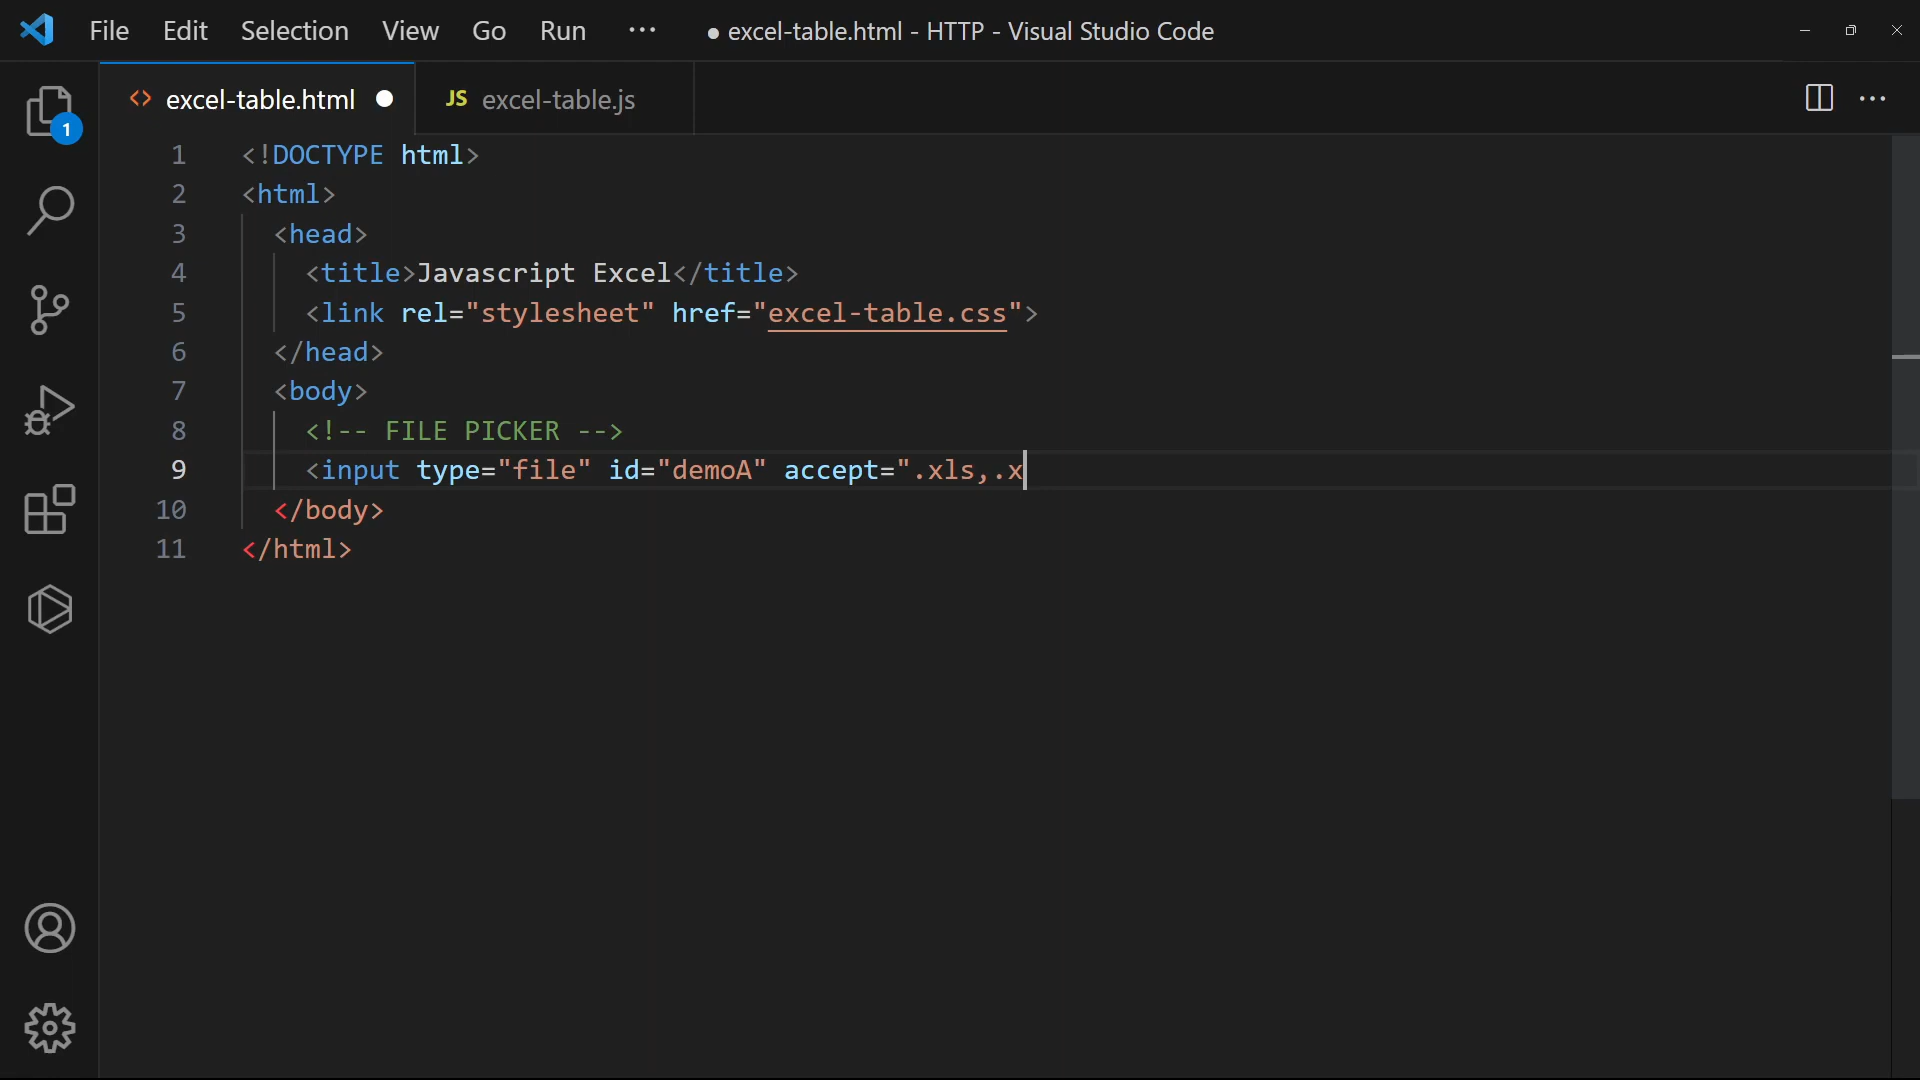 File Edit Selection View Go Run ··· ● excel-table.html - HTTP - Visual Studio Code
<> excel-table.html ● JS excel-table.js
1
1 <!DOCTYPE html>
2 <html>
3 <head>
4 <title>Javascript Excel</title>
5 <link rel="stylesheet" href="excel-table.css">
6 </head>
7 <body>
8 <!-- FILE PICKER -->
9 <input type="file" id="demoA" accept=".xls,.x
10 </body>
11 </html>